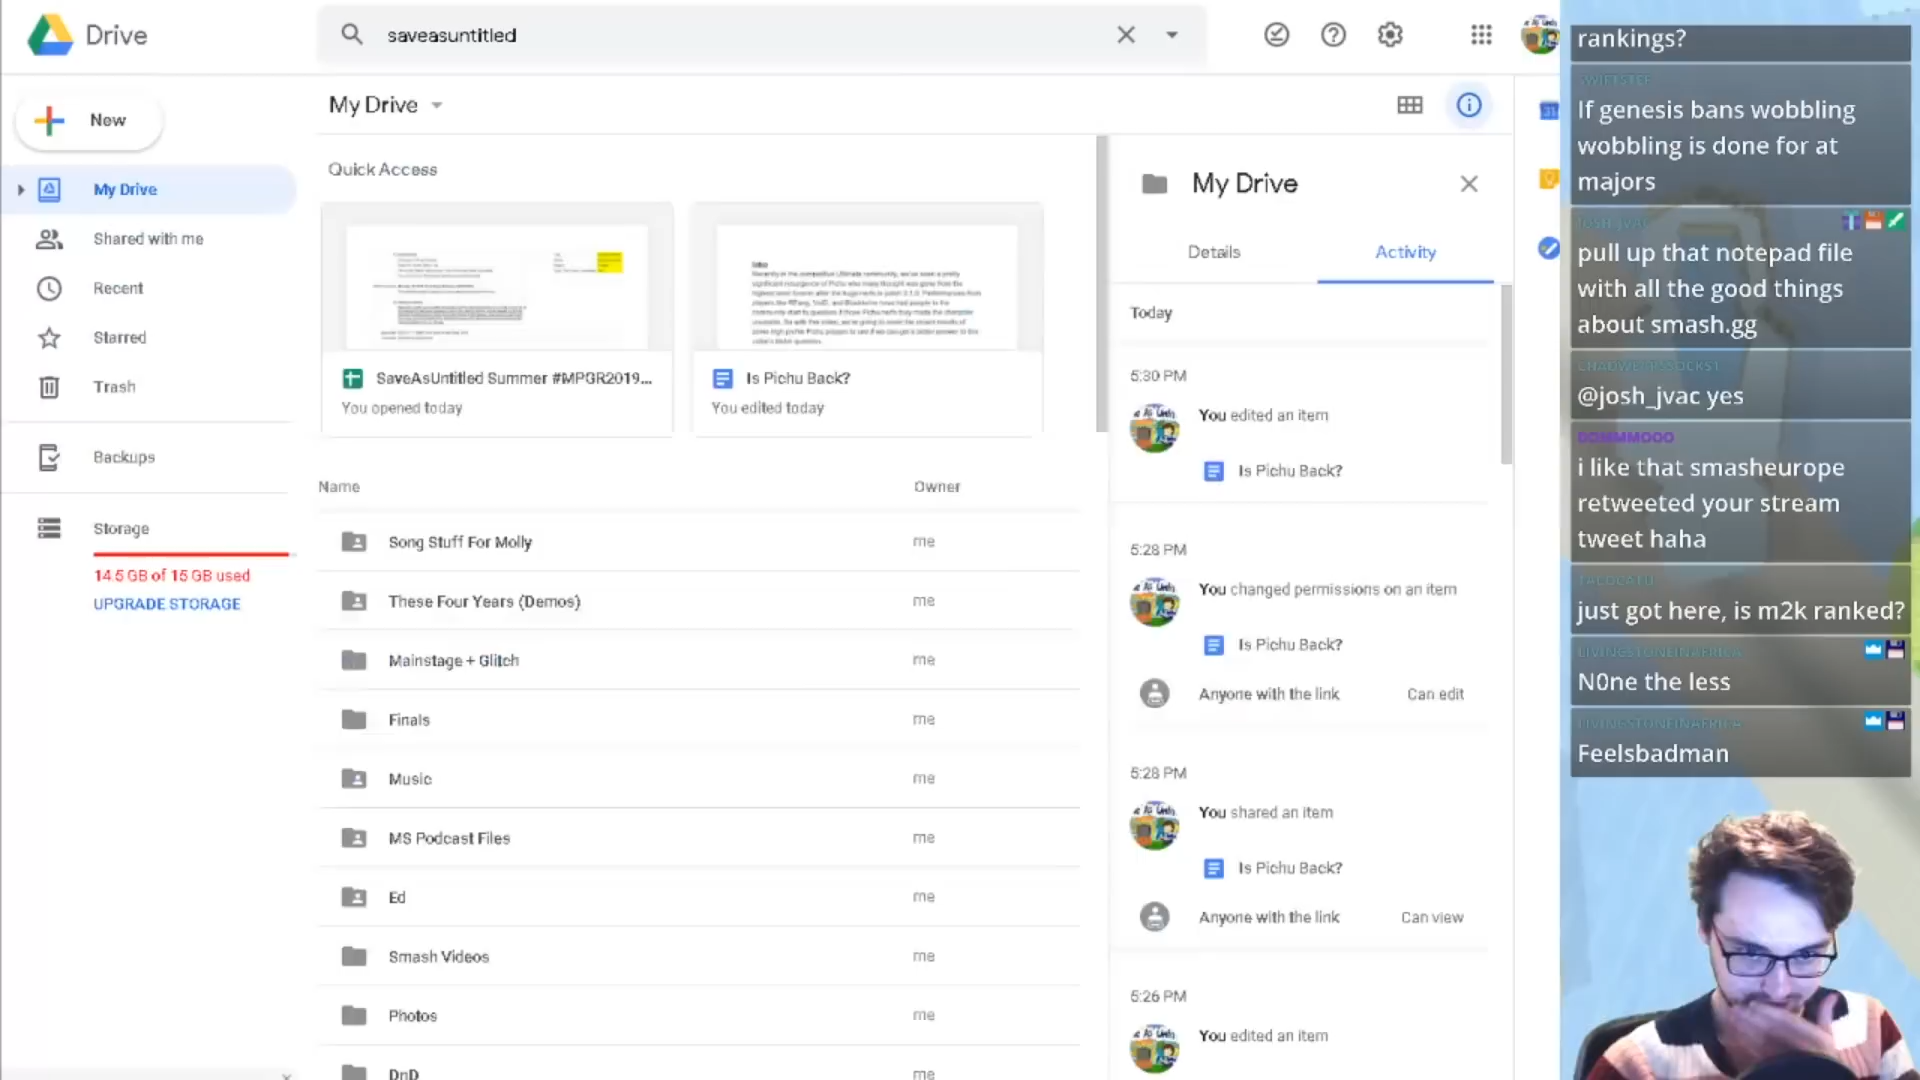 Drive
saveasuntitled
New
My Drive
Shared with me
Recent
Starred
Trash
Backups
Storage
14.5 GB of 15 GB used
UPGRADE STORAGE
My Drive
Quick Access
SaveAsUntitled Summer #MPGR2019...
You opened today
Is Pichu Back?
You edited today
Name Owner
Song Stuff For Molly me
These Four Years (Demos) me
Mainstage + Glitch me
Finals me
Music me
MS Podcast Files me
Ed me
Smash Videos me
Photos me
DnD me
My Drive
Details Activity
Today
5:30 PM
You edited an item
Is Pichu Back?
5:28 PM
You changed permissions on an item
Is Pichu Back?
Anyone with the link Can edit
5:28 PM
You shared an item
Is Pichu Back?
Anyone with the link Can view
5:26 PM
You edited an item
31
rankings?
If genesis bans wobbling
wobbling is done for at
majors
JOSH_JVAC
pull up that notepad file
with all the good things
about smash.gg
@josh_jvac yes
i like that smasheurope
retweeted your stream
tweet haha
just got here, is m2k ranked?
LIVINGSTONEINAFRICA
N0ne the less
LIVINGSTONEINAFRICA
Feelsbadman